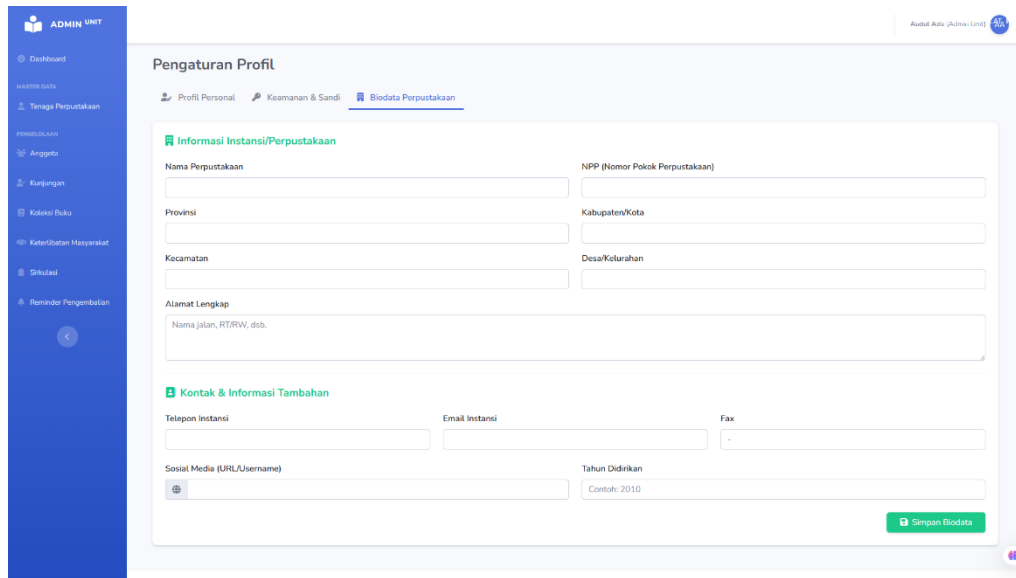 ADMIN UNIT
Audul Aziz (Admin Unit)
Dashboard
MASTER DATA
Tenaga Perpustakaan
PENGELOLAAN
Anggota
Kunjungan
Koleksi Buku
Keterlibatan Masyarakat
Sirkulasi
Reminder Pengembalian
Pengaturan Profil
Profil Personal Keamanan & Sandi Biodata Perpustakaan
Informasi Instansi/Perpustakaan
Nama Perpustakaan NPP (Nomor Pokok Perpustakaan)
Provinsi Kabupaten/Kota
Kecamatan Desa/Kelurahan
Alamat Lengkap
Nama jalan, RT/RW, dsb.
Kontak & Informasi Tambahan
Telepon Instansi Email Instansi Fax
-
Sosial Media (URL/Username) Tahun Didirikan
Contoh: 2010
Simpan Biodata